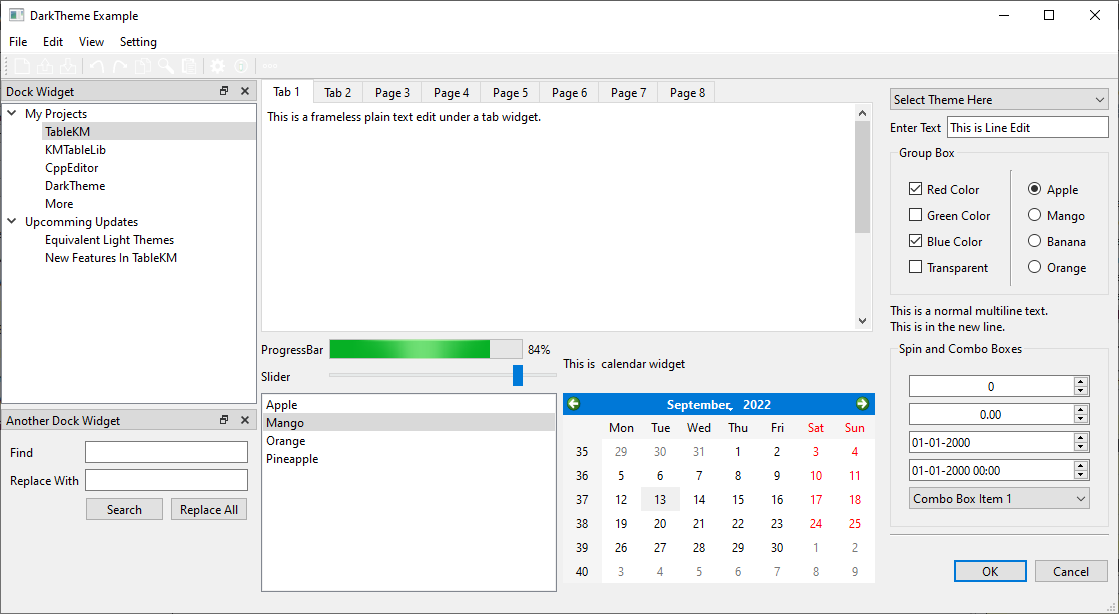 DarkTheme Example
File Edit View Setting
Dock Widget
My Projects
TableKM
KMTableLib
CppEditor
DarkTheme
More
Upcomming Updates
Equivalent Light Themes
New Features In TableKM
Another Dock Widget
Find
Replace With
Search Replace All
Tab 1 Tab 2 Page 3 Page 4 Page 5 Page 6 Page 7 Page 8
This is a frameless plain text edit under a tab widget.
ProgressBar 84%
Slider
Apple
Mango
Orange
Pineapple
This is calendar widget
September, 2022
Mon Tue Wed Thu Fri Sat Sun
35 29 30 31 1 2 3 4
36 5 6 7 8 9 10 11
37 12 13 14 15 16 17 18
38 19 20 21 22 23 24 25
39 26 27 28 29 30 1 2
40 3 4 5 6 7 8 9
Select Theme Here
Enter Text This is Line Edit
Group Box
Red Color Apple
Green Color Mango
Blue Color Banana
Transparent Orange
This is a normal multiline text.
This is in the new line.
Spin and Combo Boxes
0
0.00
01-01-2000
01-01-2000 00:00
Combo Box Item 1
OK Cancel